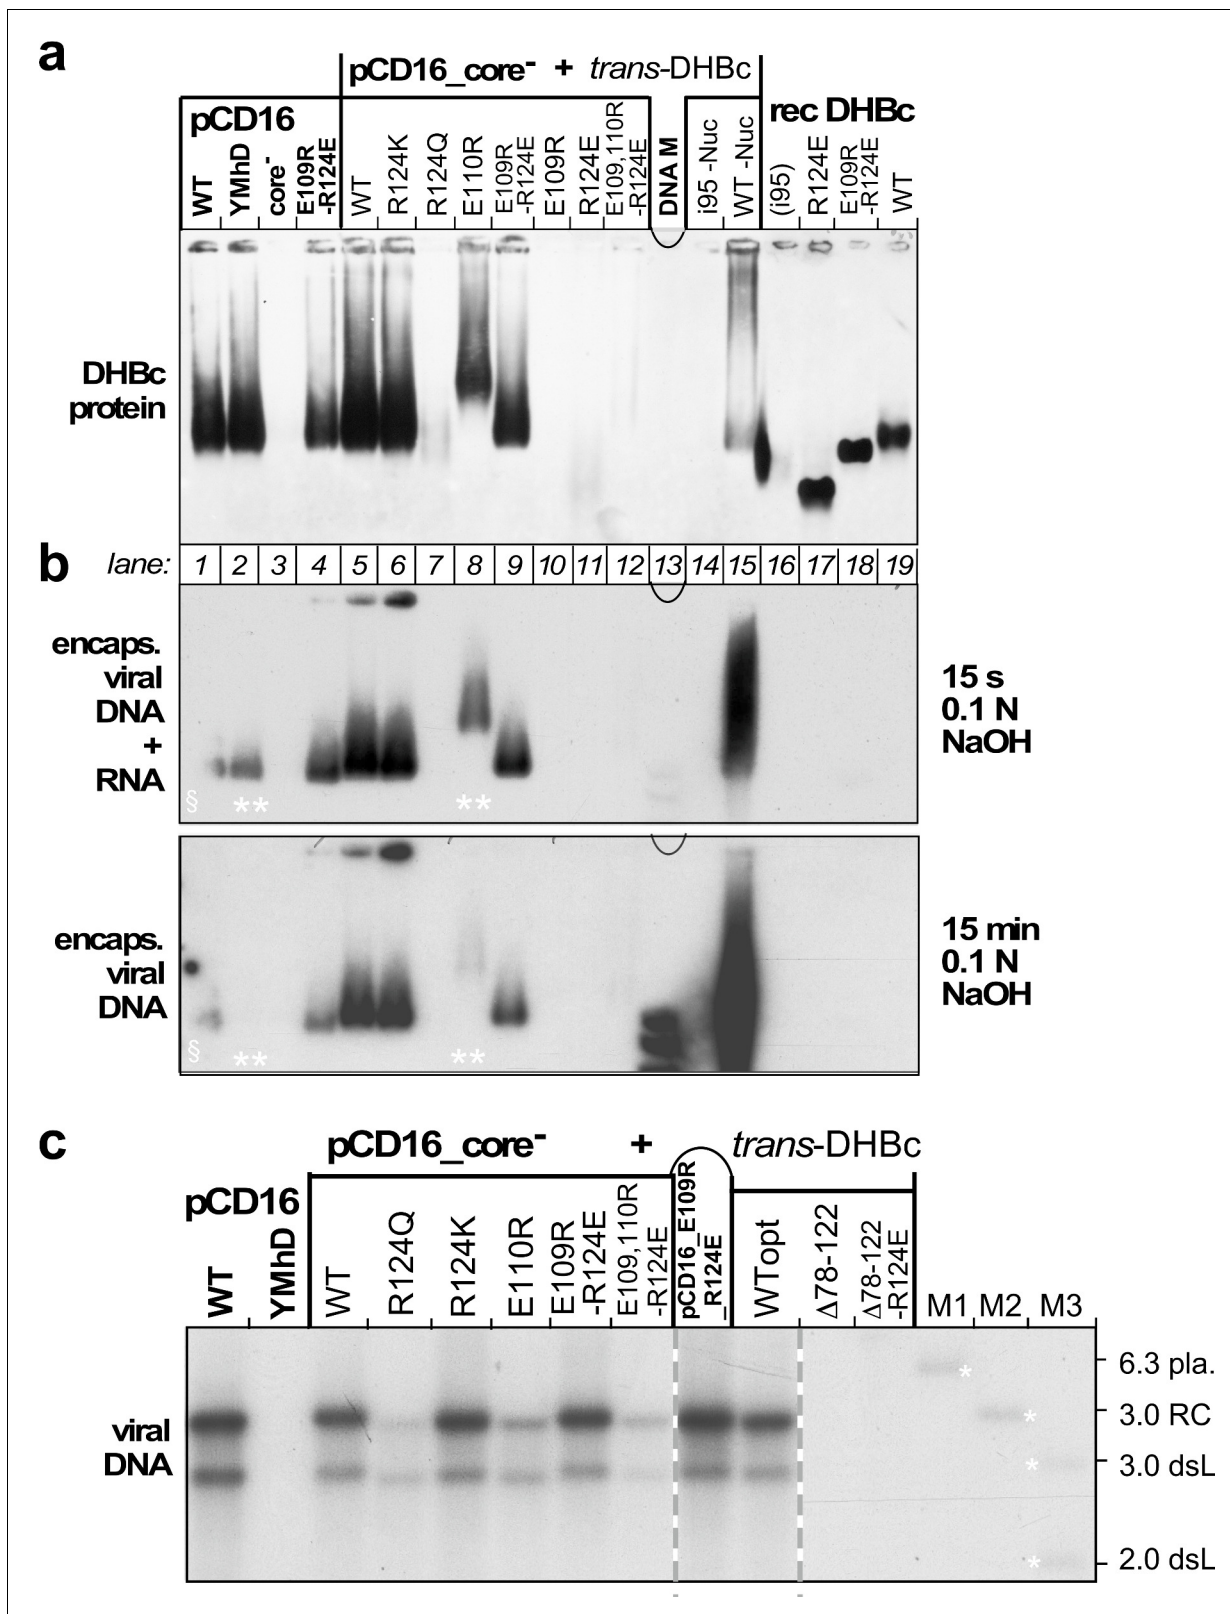 a
pCD16_core- + trans-DHBc
pCD16
rec DHBc
WT
YMhD
core-
E109R
-R124E
WT
R124K
R124Q
E110R
E109R
-R124E
E109R
R124E
E109,110R
-R124E
DNA M
i95 -Nuc
WT -Nuc
(i95)
R124E
E109R
-R124E
WT
DHBc
protein
b
lane: 1 2 3 4 5 6 7 8 9 10 11 12 13 14 15 16 17 18 19
encaps.
viral
DNA
+
RNA
§ ** **
15 s
0.1 N
NaOH
encaps.
viral
DNA
§ ** **
15 min
0.1 N
NaOH
c
pCD16_core- + trans-DHBc
pCD16
WT
YMhD
WT
R124Q
R124K
E110R
E109R
-R124E
E109,110R
-R124E
pCD16_E109R
_R124E
WTopt
Δ78-122
Δ78-122
-R124E
M1 M2 M3
viral
DNA
*
*
*
*
6.3 pla.
3.0 RC
3.0 dsL
2.0 dsL